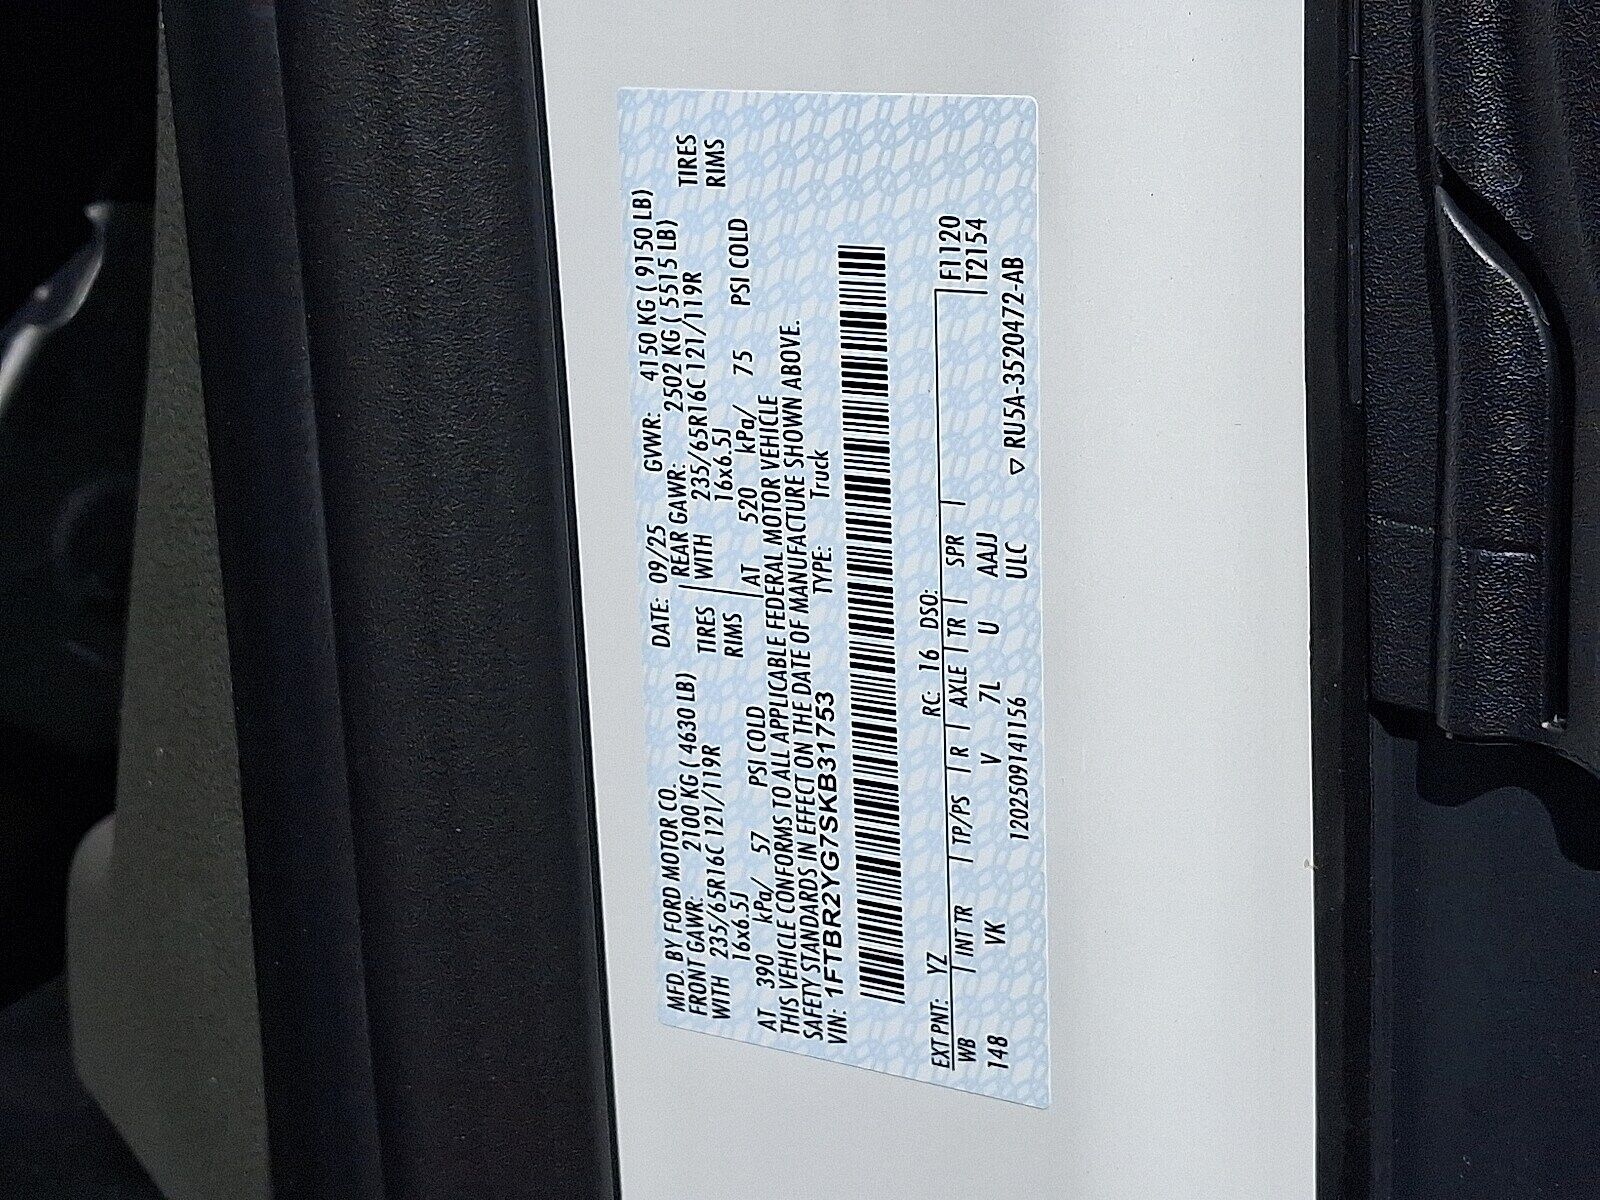 MFD. BY FORD MOTOR CO. DATE: 09/25 GVWR: 4150 KG ( 9150 LB)
FRONT GAWR: 2100 KG ( 4630 LB) REAR GAWR: 2502 KG ( 5515 LB)
WITH 235/65R16C 121/119R TIRES WITH 235/65R16C 121/119R TIRES
16x6.5J RIMS 16x6.5J RIMS
AT 390 kPa/ 57 PSI COLD AT 520 kPa/ 75 PSI COLD
THIS VEHICLE CONFORMS TO ALL APPLICABLE FEDERAL MOTOR VEHICLE
SAFETY STANDARDS IN EFFECT ON THE DATE OF MANUFACTURE SHOWN ABOVE.
VIN: 1FTBR2YG7SKB31753 TYPE: Truck
EXT PNT: YZ RC: 16 DSO: F1120
WB INT TR TP/PS R AXLE TR SPR T2154
148 VK V 7L U AAJJ
1202509141156 ULC ▽ RU5A-3520472-AB